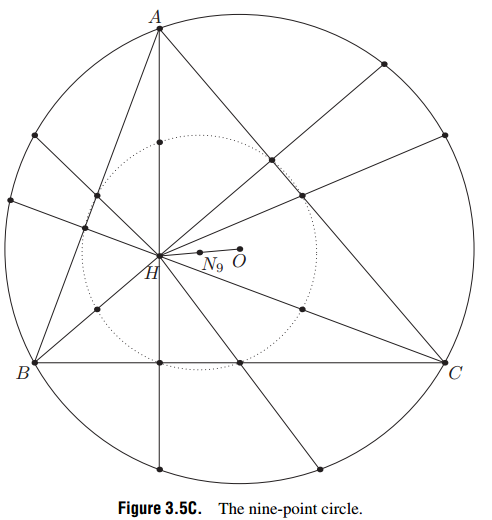 A
H
N₉ O
B
C
Figure 3.5C. The nine-point circle.